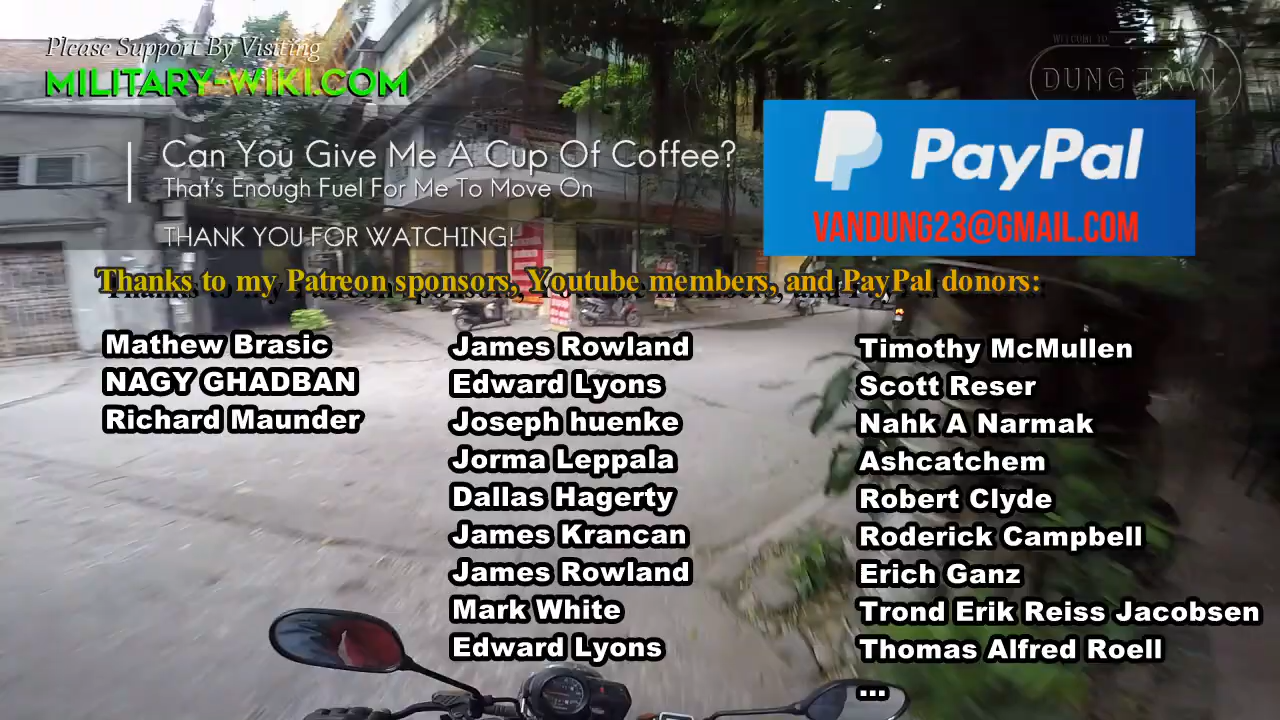 Please Support By Visiting
MILITARY-WIKI.COM
WELCOME TO
DUNG TRAN
Can You Give Me A Cup Of Coffee?
That's Enough Fuel For Me To Move On
THANK YOU FOR WATCHING!
PayPal
VANDUNG23@GMAIL.COM
Thanks to my Patreon sponsors, Youtube members, and PayPal donors:
Mathew Brasic
NAGY GHADBAN
Richard Maunder
James Rowland
Edward Lyons
Joseph huenke
Jorma Leppala
Dallas Hagerty
James Krancan
James Rowland
Mark White
Edward Lyons
Timothy McMullen
Scott Reser
Nahk A Narmak
Ashcatchem
Robert Clyde
Roderick Campbell
Erich Ganz
Trond Erik Reiss Jacobsen
Thomas Alfred Roell
...